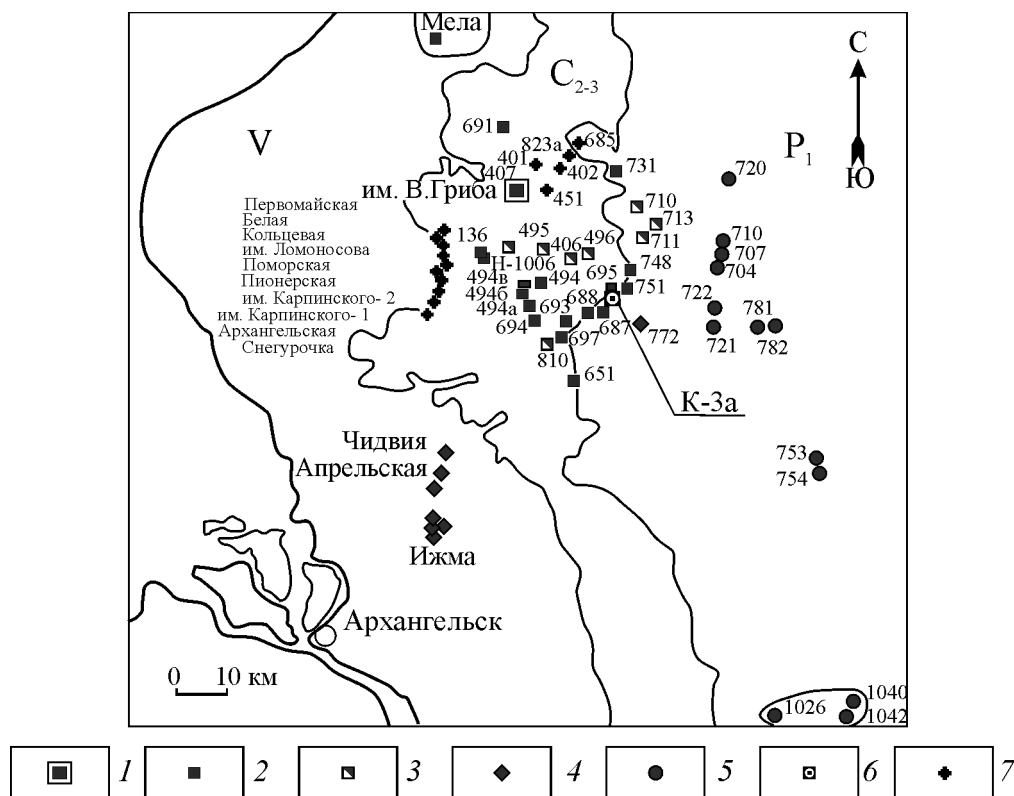 Мела
С
C2-3
691
V
685
823а
P1
401
402
731
720
407
Ю
им. В.Гриба
451
710
Первомайская
713
Белая
495
136
496
710
Кольцевая
406
711
707
им. Ломоносова
Н-1006
695
748
704
Поморская
494в
494
Пионерская
494б
688
751
722
781
им. Карпинского- 2
494а
693
им. Карпинского- 1
694
687
772
721
782
Архангельская
697
Снегурочка
810
651
К-3а
Чидвия
753
Апрельская
754
Ижма
Архангельск
0 10 км
1040
1026
1042
1 2 3 4 5 6 7